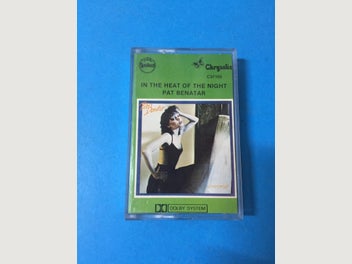 Chrysalis
IN THE HEAT OF THE NIGHT
PAT BENATAR
DOLBY SYSTEM